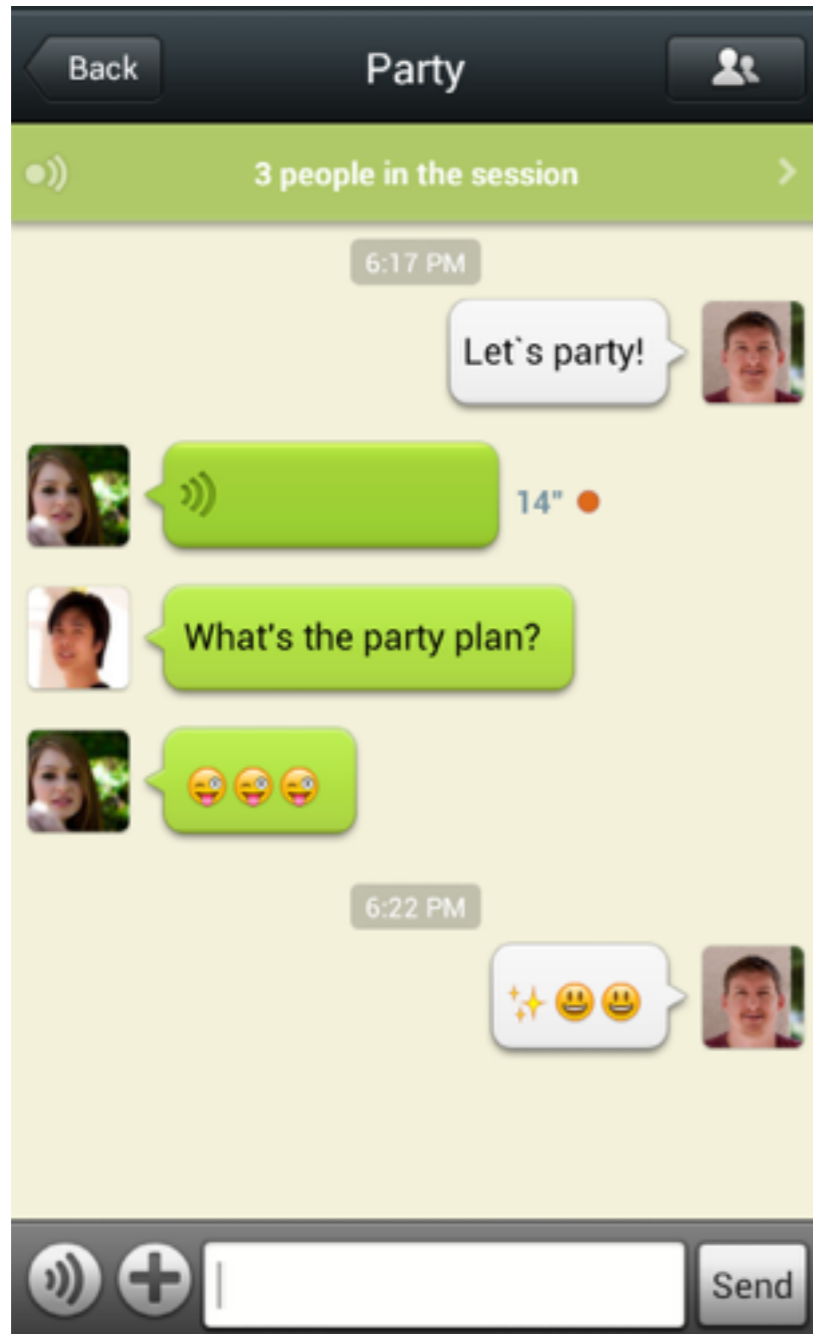 Back
Party
3 people in the session
6:17 PM
Let`s party!
14"
What's the party plan?
😜😜😜
6:22 PM
✨😃😃
Send